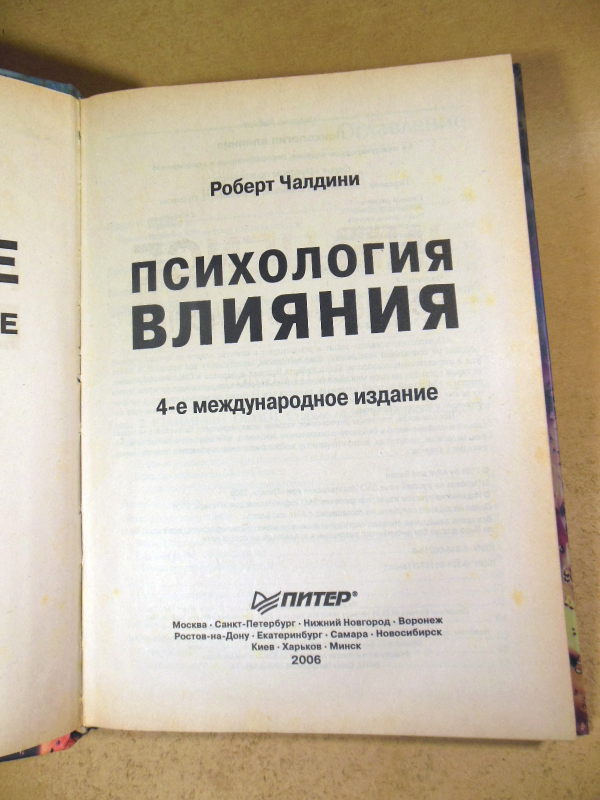 Е
Е
Роберт Чалдини
ПСИХОЛОГИЯ
ВЛИЯНИЯ
4-е международное издание
ПИТЕР®
Москва · Санкт-Петербург · Нижний Новгород · Воронеж
Ростов-на-Дону · Екатеринбург · Самара · Новосибирск
Киев · Харьков · Минск
2006